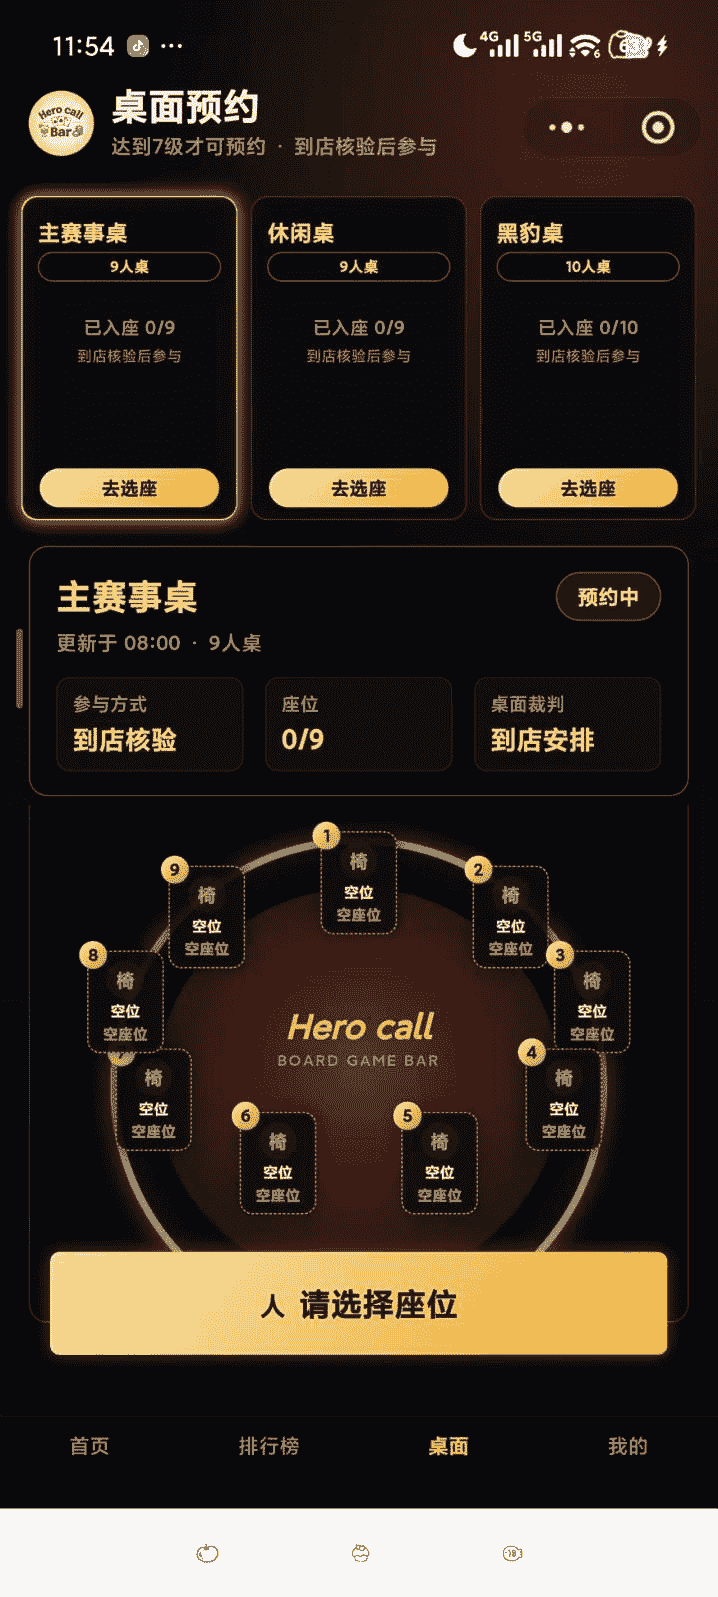 11:54
4G 5G 6 63
Hero call
Bar
桌面预约
达到7级才可预约 · 到店核验后参与
主赛事桌
9人桌
已入座 0/9
到店核验后参与
去选座
休闲桌
9人桌
已入座 0/9
到店核验后参与
去选座
黑豹桌
10人桌
已入座 0/10
到店核验后参与
去选座
主赛事桌
预约中
更新于 08:00 · 9人桌
参与方式
到店核验
座位
0/9
桌面裁判
到店安排
1
椅
空位
空座位
9
椅
空位
空座位
2
椅
空位
空座位
8
椅
空位
空座位
3
椅
空位
空座位
Hero call
BOARD GAME BAR
椅
空位
空座位
4
椅
空位
空座位
6
椅
空位
空座位
5
椅
空位
空座位
人 请选择座位
首页
排行榜
桌面
我的